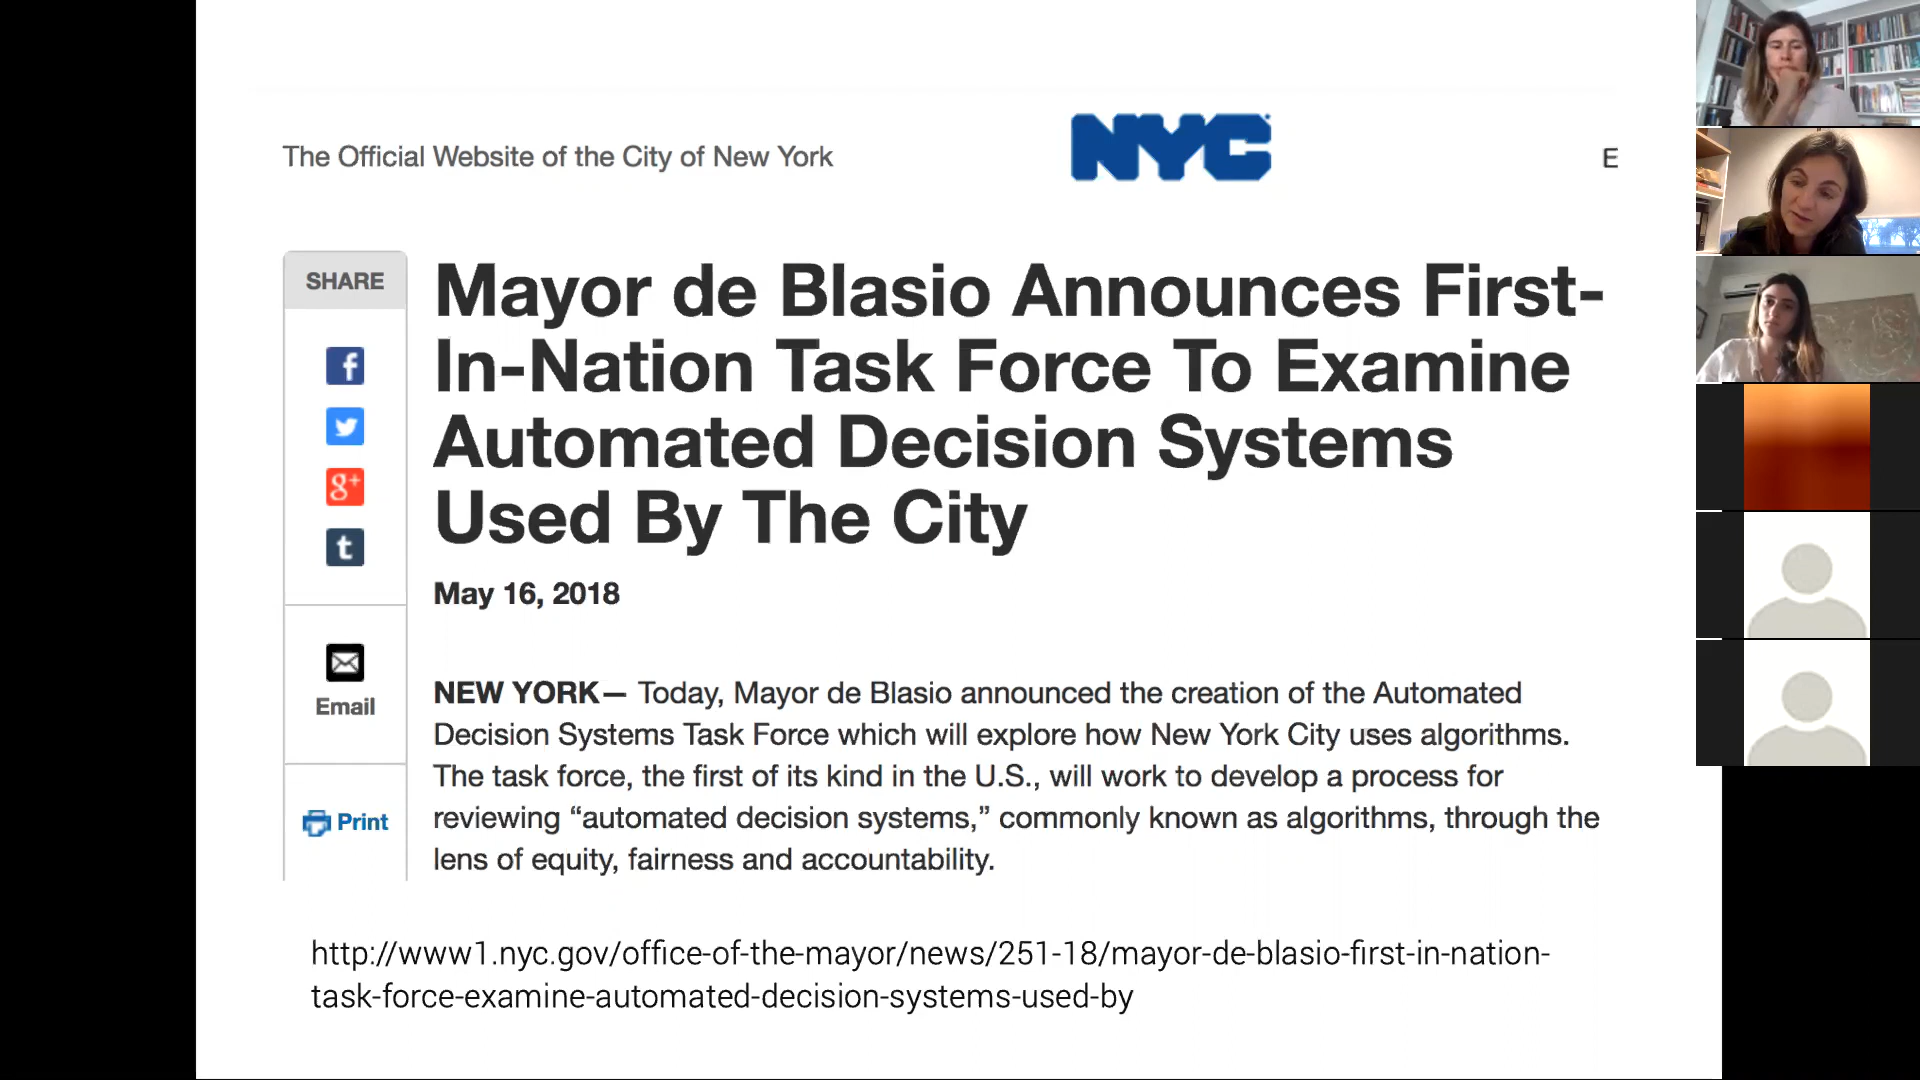 The Official Website of the City of New York
NYC
E
SHARE
Mayor de Blasio Announces First-
In-Nation Task Force To Examine
Automated Decision Systems
Used By The City
May 16, 2018
Email
Print
NEW YORK— Today, Mayor de Blasio announced the creation of the Automated
Decision Systems Task Force which will explore how New York City uses algorithms.
The task force, the first of its kind in the U.S., will work to develop a process for
reviewing “automated decision systems,” commonly known as algorithms, through the
lens of equity, fairness and accountability.
http://www1.nyc.gov/office-of-the-mayor/news/251-18/mayor-de-blasio-first-in-nation-
task-force-examine-automated-decision-systems-used-by